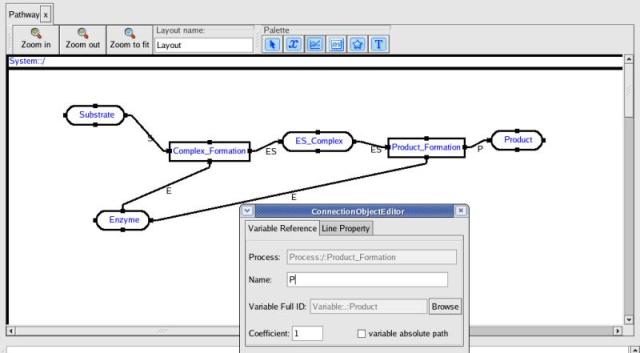 Pathway x
Zoom in Zoom out Zoom to fit
Layout name:
Layout
Palette
T
System::/
Substrate
S
Complex_Formation
ES
ES_Complex
ES
Product_Formation
P
Product
E
E
Enzyme
ConnectionObjectEditor
Variable Reference Line Property
Process: Process:/:Product_Formation
Name: P
Variable Full ID: Variable:.:Product Browse
Coefficient: 1 variable absolute path